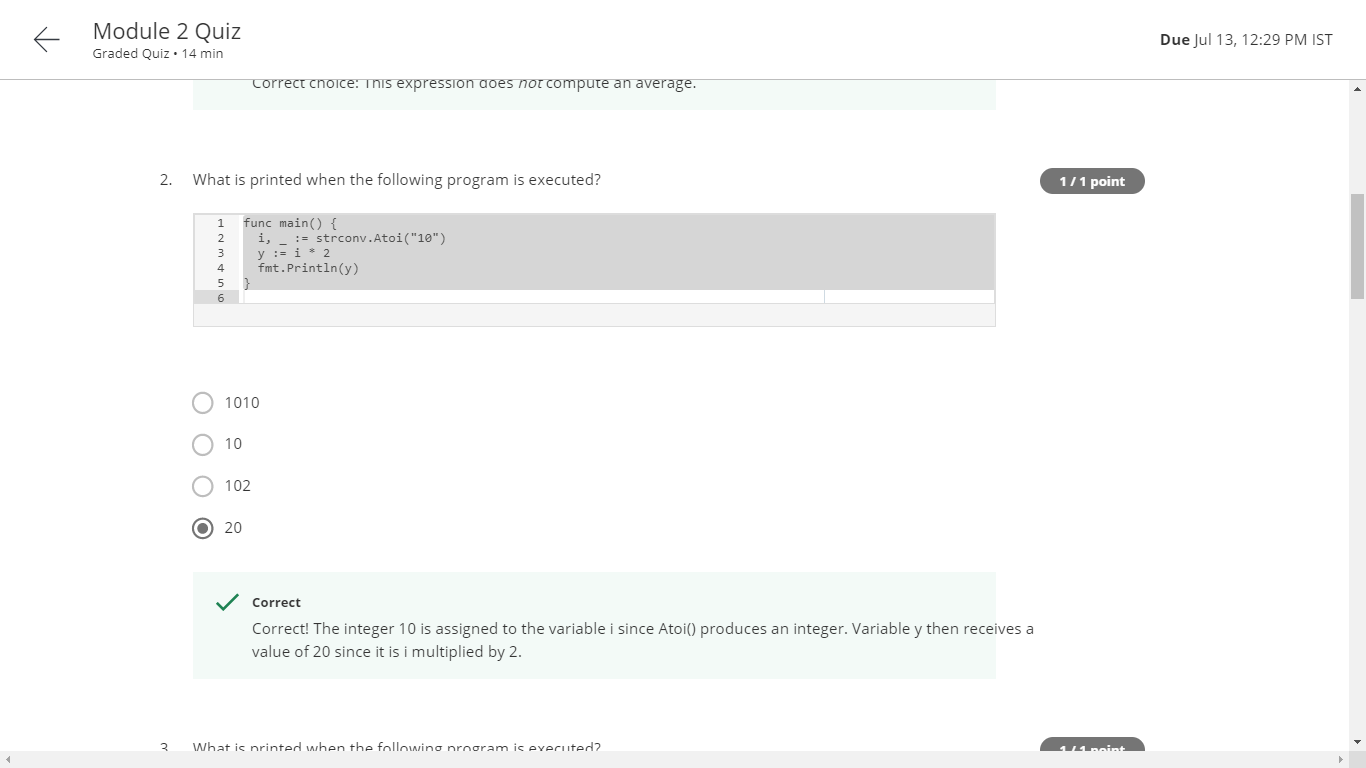 Module 2 Quiz
Graded Quiz • 14 min
Due Jul 13, 12:29 PM IST
Correct choice: This expression does not compute an average.
2. What is printed when the following program is executed?
1 / 1 point
1 func main() {
2 i, _ := strconv.Atoi("10")
3 y := i * 2
4 fmt.Println(y)
5 }
6
1010
10
102
20
Correct
Correct! The integer 10 is assigned to the variable i since Atoi() produces an integer. Variable y then receives a
value of 20 since it is i multiplied by 2.
3. What is printed when the following program is executed?
1 / 1 point